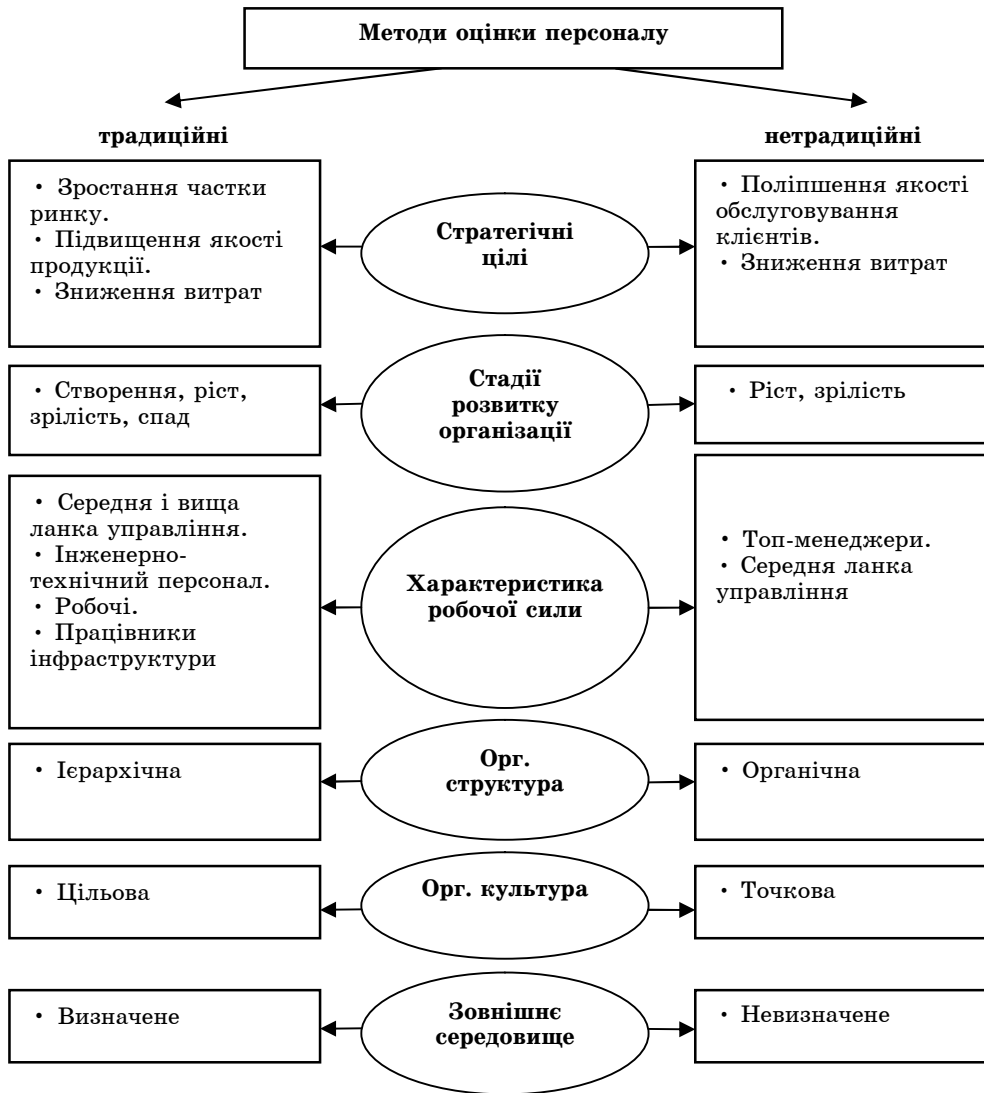 Методи оцінки персоналу
традиційні
нетрадиційні
• Зростання частки
ринку.
• Підвищення якості
продукції.
• Зниження витрат
Стратегічні
цілі
• Поліпшення якості
обслуговування
клієнтів.
• Зниження витрат
• Створення, ріст,
зрілість, спад
Стадії
розвитку
організації
• Ріст, зрілість
• Середня і вища
ланка управління.
• Інженерно-
технічний персонал.
• Робочі.
• Працівники
інфраструктури
Характеристика
робочої сили
• Топ-менеджери.
• Середня ланка
управління
• Ієрархічна
Орг.
структура
• Органічна
• Цільова
Орг. культура
• Точкова
• Визначене
Зовнішнє
середовище
• Невизначене